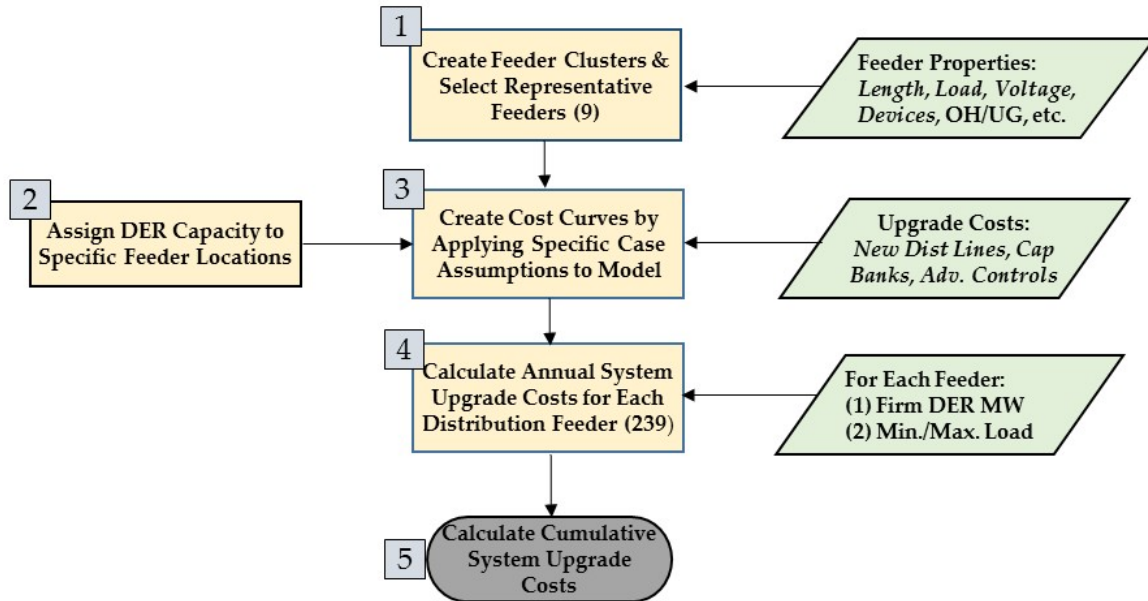 1
Create Feeder Clusters &
Select Representative
Feeders (9)
Feeder Properties:
Length, Load, Voltage,
Devices, OH/UG, etc.
2
Assign DER Capacity to
Specific Feeder Locations
3
Create Cost Curves by
Applying Specific Case
Assumptions to Model
Upgrade Costs:
New Dist Lines, Cap
Banks, Adv. Controls
4
Calculate Annual System
Upgrade Costs for Each
Distribution Feeder (239)
For Each Feeder:
(1) Firm DER MW
(2) Min./Max. Load
5
Calculate Cumulative
System Upgrade
Costs